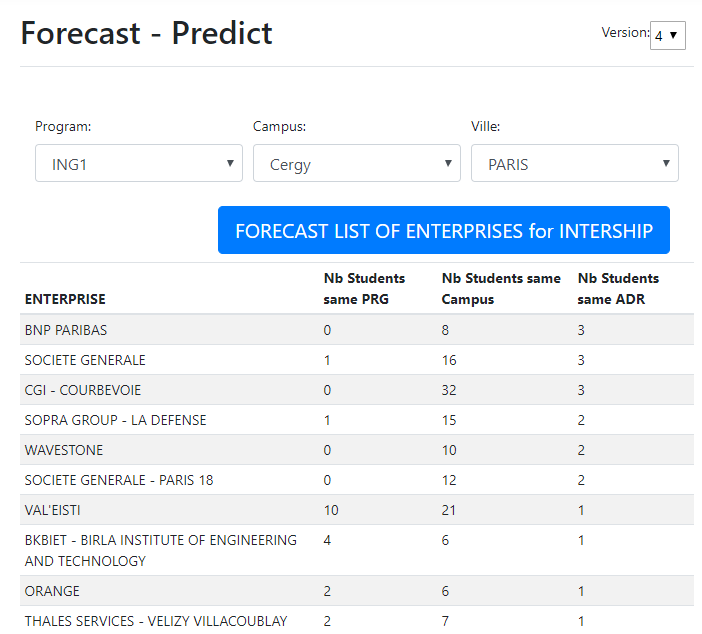 Forecast - Predict
Version: 4
Program:
Campus:
Ville:
ING1
Cergy
PARIS
FORECAST LIST OF ENTERPRISES for INTERSHIP
ENTERPRISE
Nb Students same PRG
Nb Students same Campus
Nb Students same ADR
BNP PARIBAS 0 8 3
SOCIETE GENERALE 1 16 3
CGI - COURBEVOIE 0 32 3
SOPRA GROUP - LA DEFENSE 1 15 2
WAVESTONE 0 10 2
SOCIETE GENERALE - PARIS 18 0 12 2
VAL'EISTI 10 21 1
BKBIET - BIRLA INSTITUTE OF ENGINEERING 4 6 1
AND TECHNOLOGY
ORANGE 2 6 1
THALES SERVICES - VELIZY VILLACOUBLAY 2 7 1